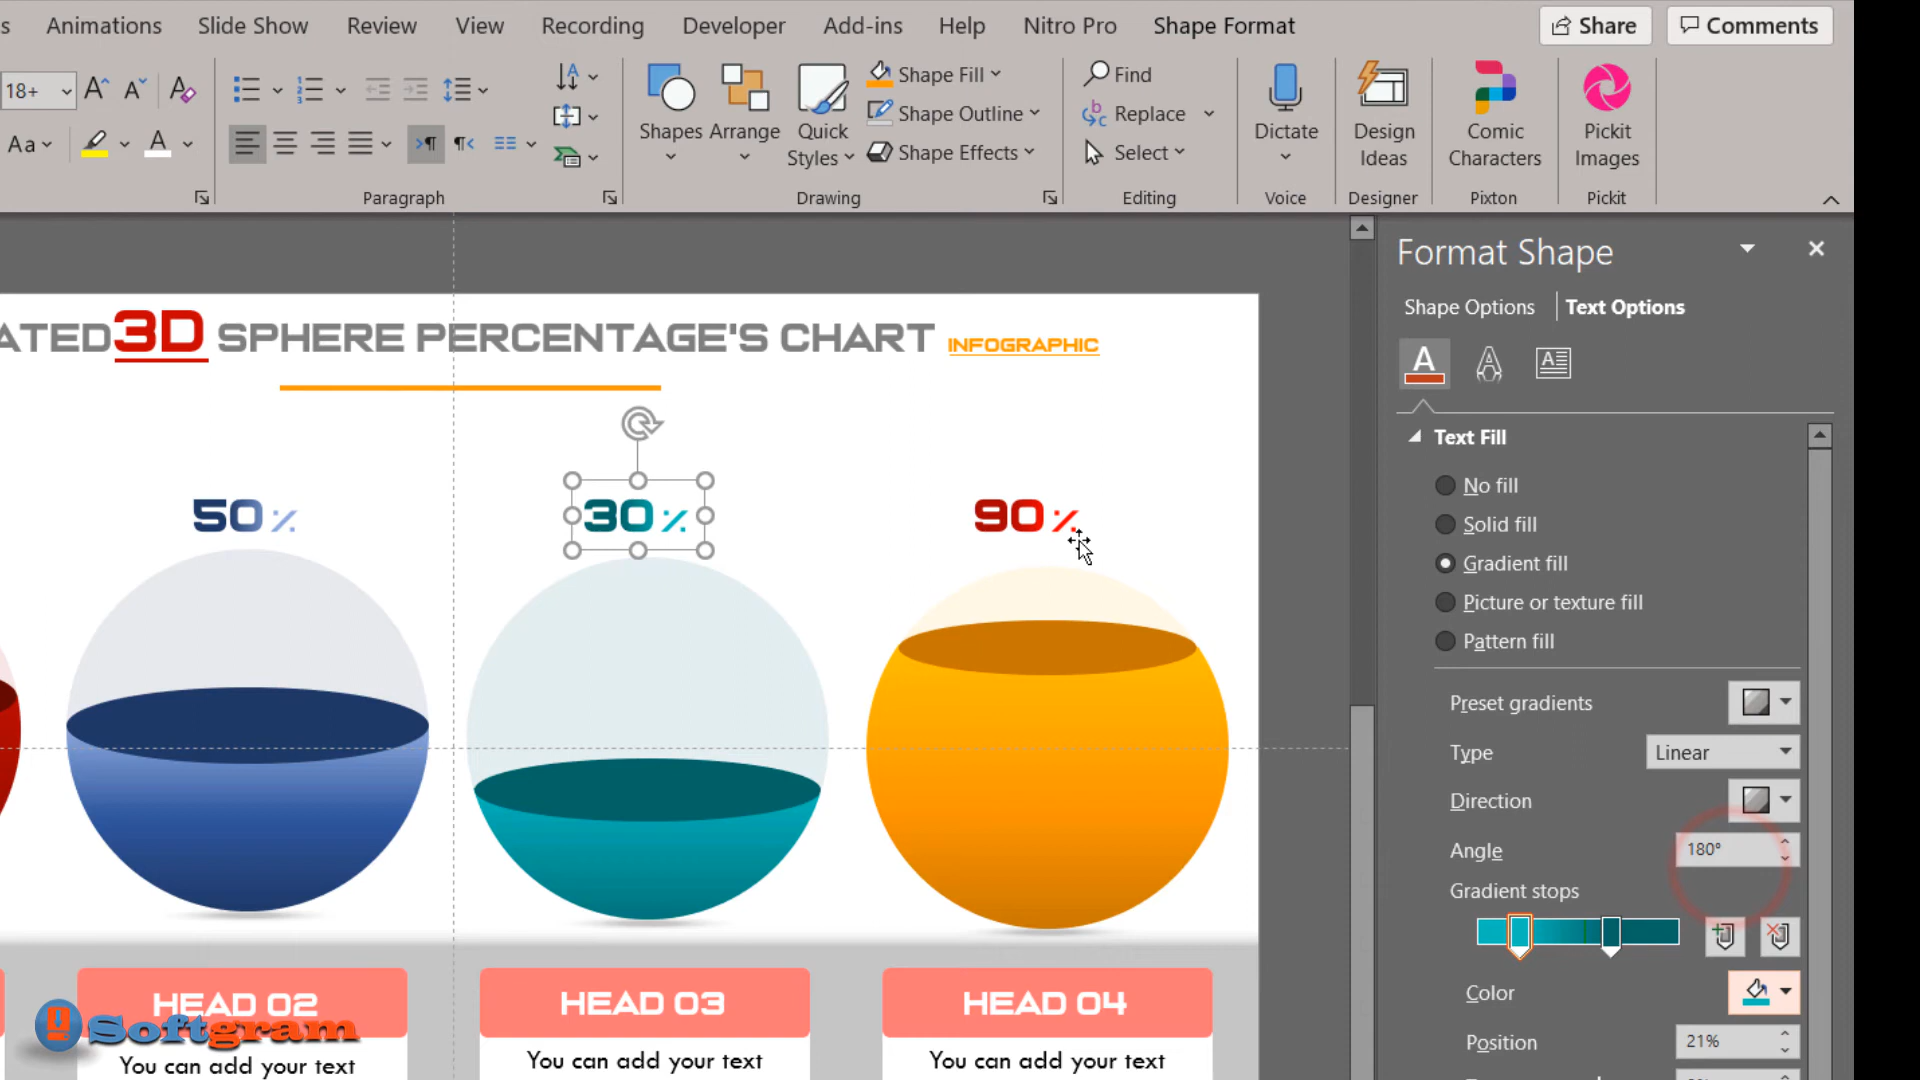 s Animations Slide Show Review View Recording Developer Add-ins Help Nitro Pro Shape Format Share Comments
18+ A A A Shape Fill Find
Shape Outline Replace
Aa A Shapes Arrange Quick Styles Shape Effects Select Dictate Design Ideas Comic Characters Pickit Images
Paragraph Drawing Editing Voice Designer Pixton Pickit
Format Shape
Shape Options Text Options
ATED3D SPHERE PERCENTAGE'S CHART INFOGRAPHIC
Text Fill
No fill
Solid fill
Gradient fill
Picture or texture fill
Pattern fill
50 %
30 %
90 %
Preset gradients
Type Linear
Direction
Angle 180°
Gradient stops
Color
Position 21%
HEAD 02
HEAD 03
HEAD 04
Softgram
You can add your text
You can add your text
You can add your text